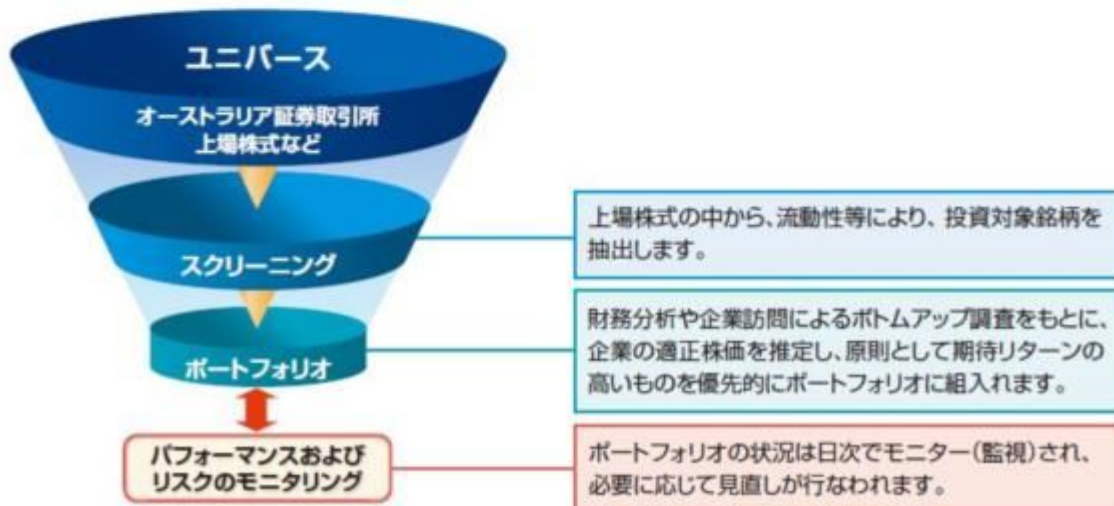 ユニバース
オーストラリア証券取引所
上場株式など
スクリーニング
ポートフォリオ
パフォーマンスおよび
リスクのモニタリング
上場株式の中から、流動性等により、投資対象銘柄を
抽出します。
財務分析や企業訪問によるボトムアップ調査をもとに、
企業の適正株価を推定し、原則として期待リターンの
高いものを優先的にポートフォリオに組入れます。
ポートフォリオの状況は日次でモニター(監視)され、
必要に応じて見直しが行なわれます。